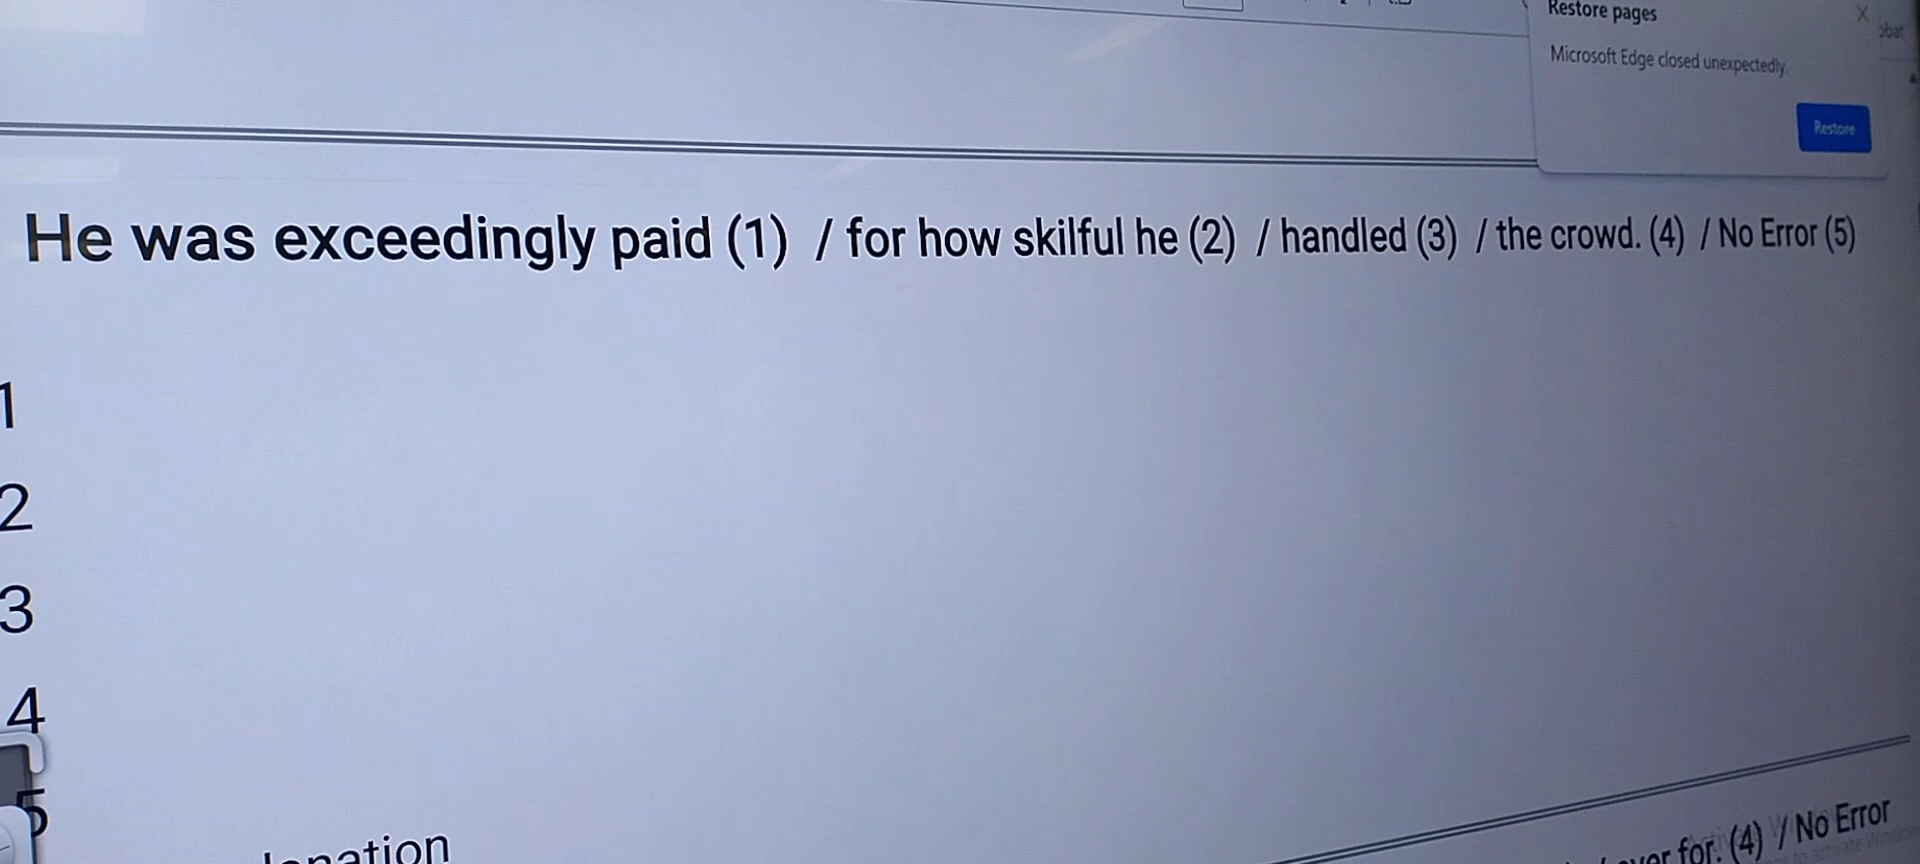 Restore pages
Microsoft Edge closed unexpectedly.
Restore
He was exceedingly paid (1) / for how skilful he (2) / handled (3) / the crowd. (4) / No Error (5)
1
2
3
4
5
for. (4) / No Error